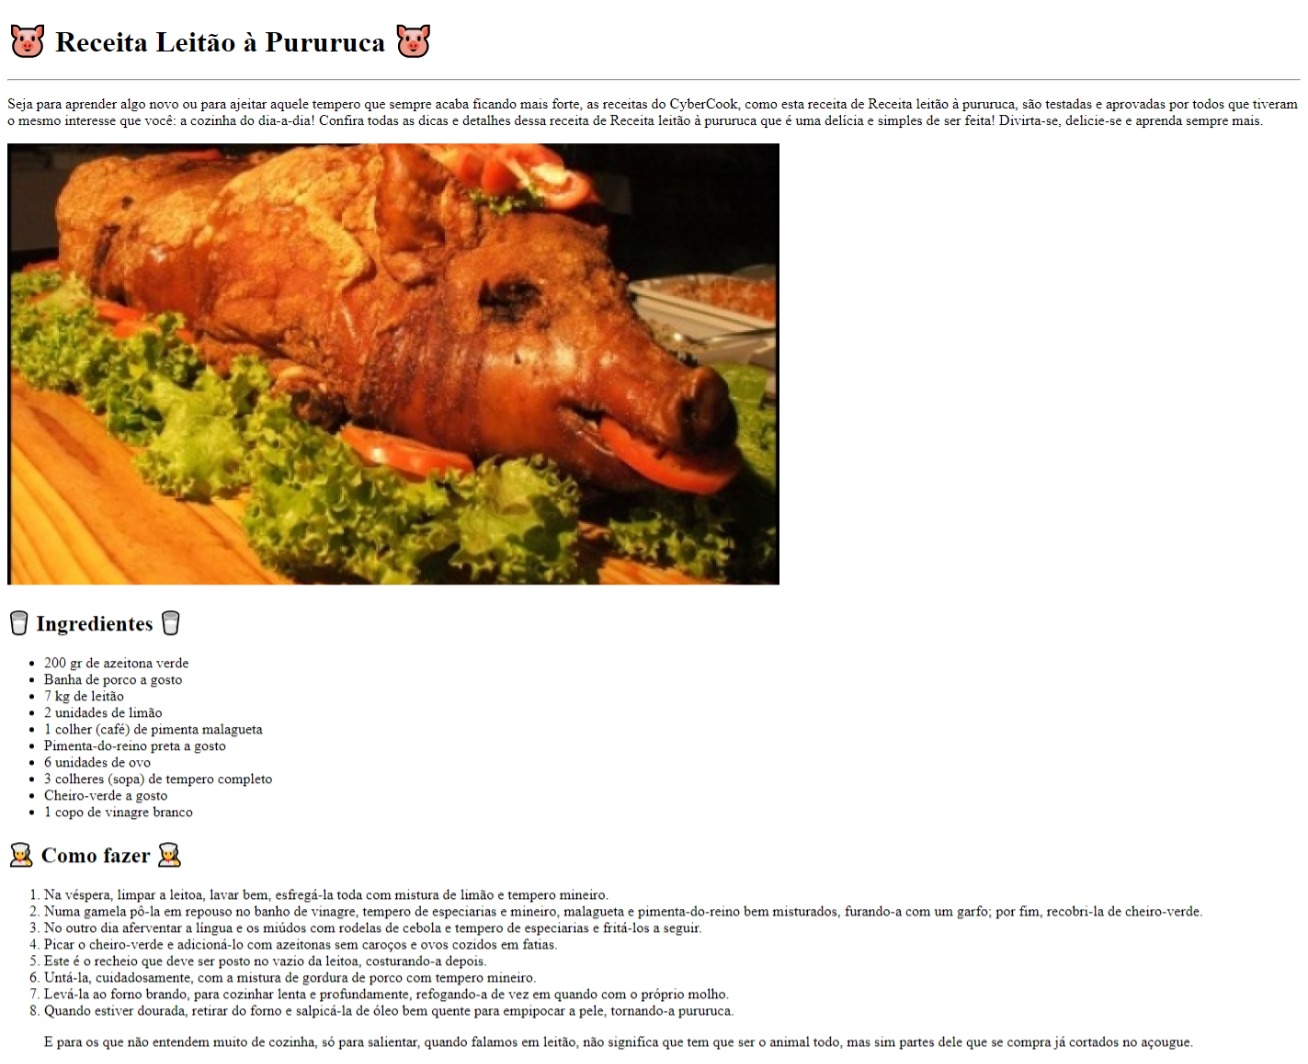 Receita Leitão à Pururuca
Seja para aprender algo novo ou para ajeitar aquele tempero que sempre acaba ficando mais forte, as receitas do CyberCook, como esta receita de Receita leitão à pururuca, são testadas e aprovadas por todos que tiveram
o mesmo interesse que você: a cozinha do dia-a-dia! Confira todas as dicas e detalhes dessa receita de Receita leitão à pururuca que é uma delícia e simples de ser feita! Divirta-se, delicie-se e aprenda sempre mais.
Ingredientes
• 200 gr de azeitona verde
• Banha de porco a gosto
• 7 kg de leitão
• 2 unidades de limão
• 1 colher (café) de pimenta malagueta
• Pimenta-do-reino preta a gosto
• 6 unidades de ovo
• 3 colheres (sopa) de tempero completo
• Cheiro-verde a gosto
• 1 copo de vinagre branco
Como fazer
1. Na véspera, limpar a leitoa, lavar bem, esfregá-la toda com mistura de limão e tempero mineiro.
2. Numa gamela pô-la em repouso no banho de vinagre, tempero de especiarias e mineiro, malagueta e pimenta-do-reino bem misturados, furando-a com um garfo; por fim, recobri-la de cheiro-verde.
3. No outro dia aferventar a língua e os miúdos com rodelas de cebola e tempero de especiarias e fritá-los a seguir.
4. Picar o cheiro-verde e adicioná-lo com azeitonas sem caroços e ovos cozidos em fatias.
5. Este é o recheio que deve ser posto no vazio da leitoa, costurando-a depois.
6. Untá-la, cuidadosamente, com a mistura de gordura de porco com tempero mineiro.
7. Levá-la ao forno brando, para cozinhar lenta e profundamente, refogando-a de vez em quando com o próprio molho.
8. Quando estiver dourada, retirar do forno e salpicá-la de óleo bem quente para empipocar a pele, tornando-a pururuca.
E para os que não entendem muito de cozinha, só para salientar, quando falamos em leitão, não significa que tem que ser o animal todo, mas sim partes dele que se compra já cortados no açougue.